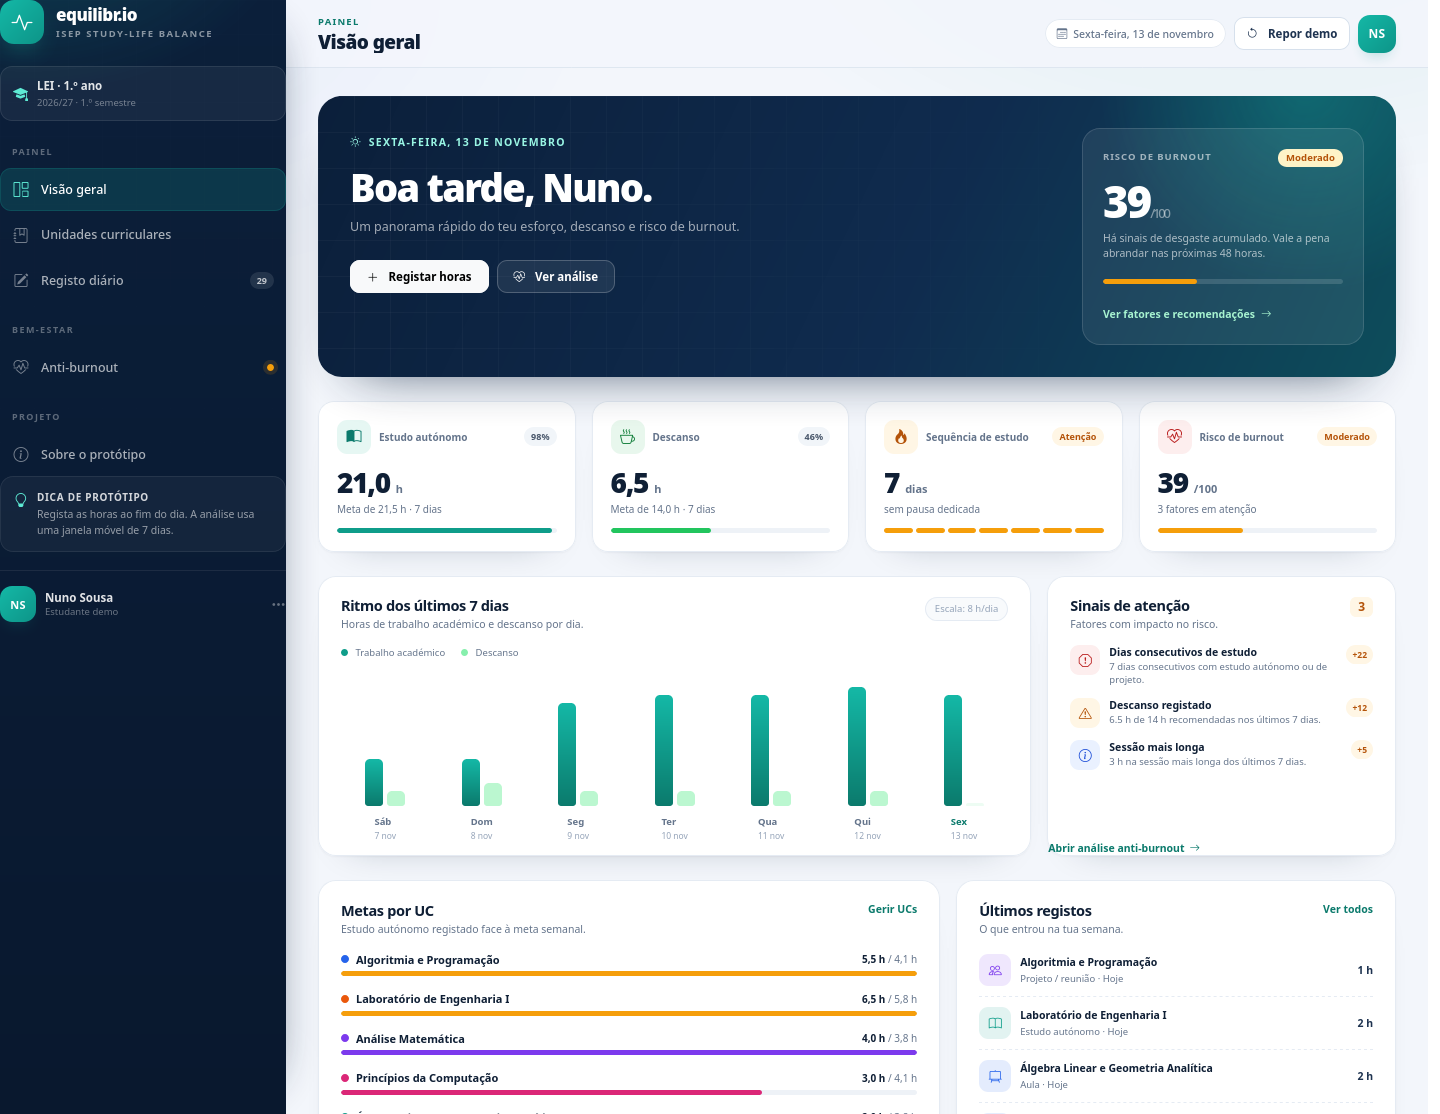 equilibr.io
ISEP STUDY-LIFE BALANCE
LEI · 1.º ano
2026/27 · 1.º semestre
PAINEL
Visão geral
Unidades curriculares
Registo diário
29
BEM-ESTAR
Anti-burnout
PROJETO
Sobre o protótipo
DICA DE PROTÓTIPO
Regista as horas ao fim do dia. A análise usa
uma janela móvel de 7 dias.
NS
Nuno Sousa
Estudante demo
PAINEL
Visão geral
Sexta-feira, 13 de novembro
Repor demo
NS
SEXTA-FEIRA, 13 DE NOVEMBRO
Boa tarde, Nuno.
Um panorama rápido do teu esforço, descanso e risco de burnout.
Registar horas
Ver análise
RISCO DE BURNOUT
Moderado
39/100
Há sinais de desgaste acumulado. Vale a pena
abrandar nas próximas 48 horas.
Ver fatores e recomendações →
Estudo autónomo
98%
21,0 h
Meta de 21,5 h · 7 dias
Descanso
46%
6,5 h
Meta de 14,0 h · 7 dias
Sequência de estudo
Atenção
7 dias
sem pausa dedicada
Risco de burnout
Moderado
39 /100
3 fatores em atenção
Ritmo dos últimos 7 dias
Horas de trabalho académico e descanso por dia.
Escala: 8 h/dia
Trabalho académico
Descanso
Sáb
7 nov
Dom
8 nov
Seg
9 nov
Ter
10 nov
Qua
11 nov
Qui
12 nov
Sex
13 nov
Sinais de atenção
3
Fatores com impacto no risco.
Dias consecutivos de estudo
+22
7 dias consecutivos com estudo autónomo ou de
projeto.
Descanso registado
+12
6.5 h de 14 h recomendadas nos últimos 7 dias.
Sessão mais longa
+5
3 h na sessão mais longa dos últimos 7 dias.
Abrir análise anti-burnout →
Metas por UC
Gerir UCs
Estudo autónomo registado face à meta semanal.
Algoritmia e Programação
5,5 h / 4,1 h
Laboratório de Engenharia I
6,5 h / 5,8 h
Análise Matemática
4,0 h / 3,8 h
Princípios da Computação
3,0 h / 4,1 h
Últimos registos
Ver todos
O que entrou na tua semana.
Algoritmia e Programação
Projeto / reunião · Hoje
1 h
Laboratório de Engenharia I
Estudo autónomo · Hoje
2 h
Álgebra Linear e Geometria Analítica
Aula · Hoje
2 h